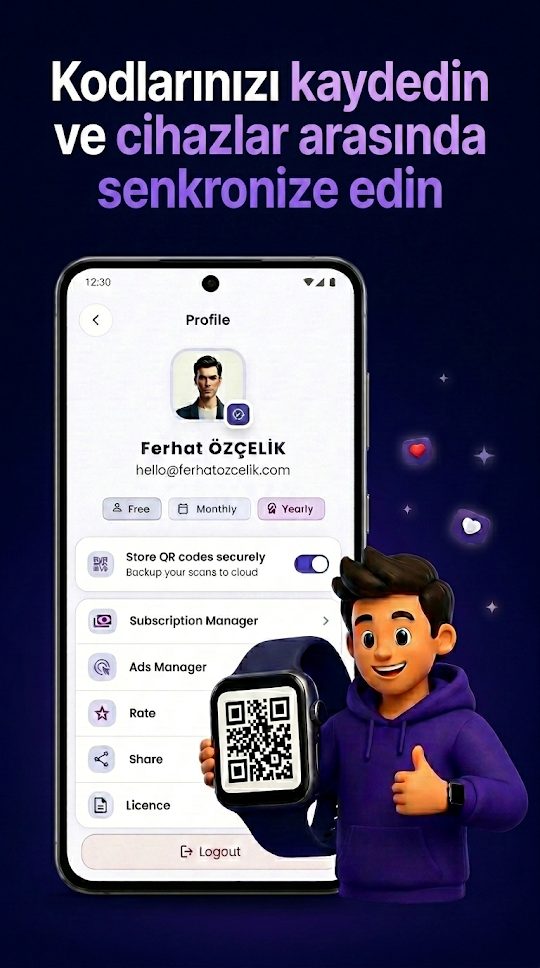 Kodlarınızı kaydedin
ve cihazlar arasında
senkronize edin
12:30
Profile
Ferhat ÖZÇELİK
hello@ferhatozcelik.com
Free
Monthly
Yearly
Store QR codes securely
Backup your scans to cloud
Subscription Manager
Ads Manager
Rate
Share
Licence
Logout